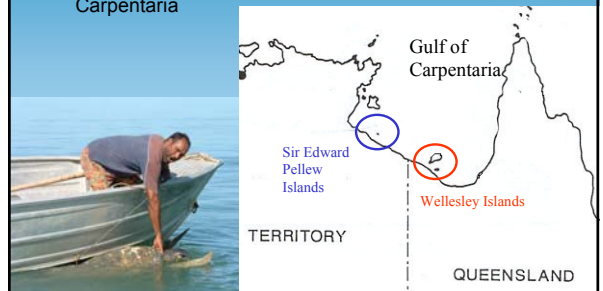 Carpentaria
Gulf of
Carpentaria
Sir Edward
Pellew
Islands
Wellesley Islands
TERRITORY
QUEENSLAND